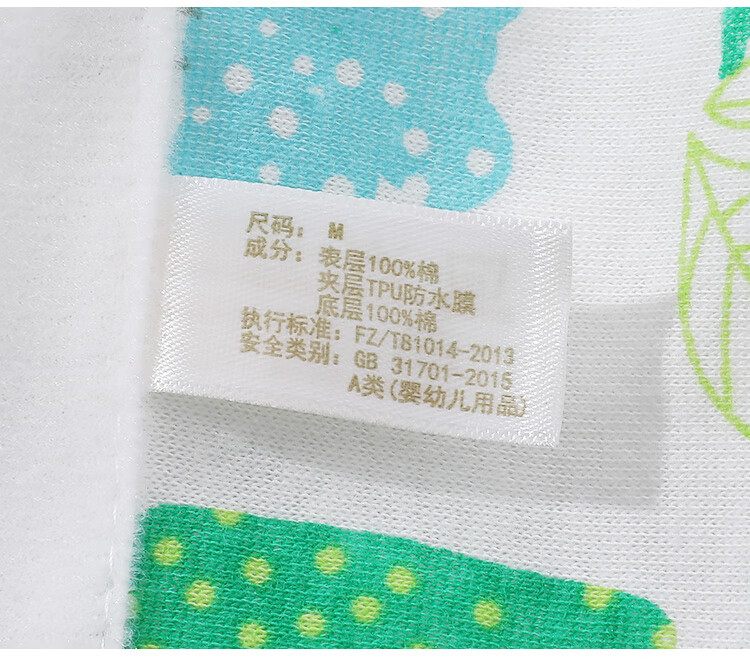 尺码： M
成分： 表层100%棉
夹层TPU防水膜
底层100%棉
执行标准： FZ/T81014-2013
安全类别： GB 31701-2015
A类(婴幼儿用品)